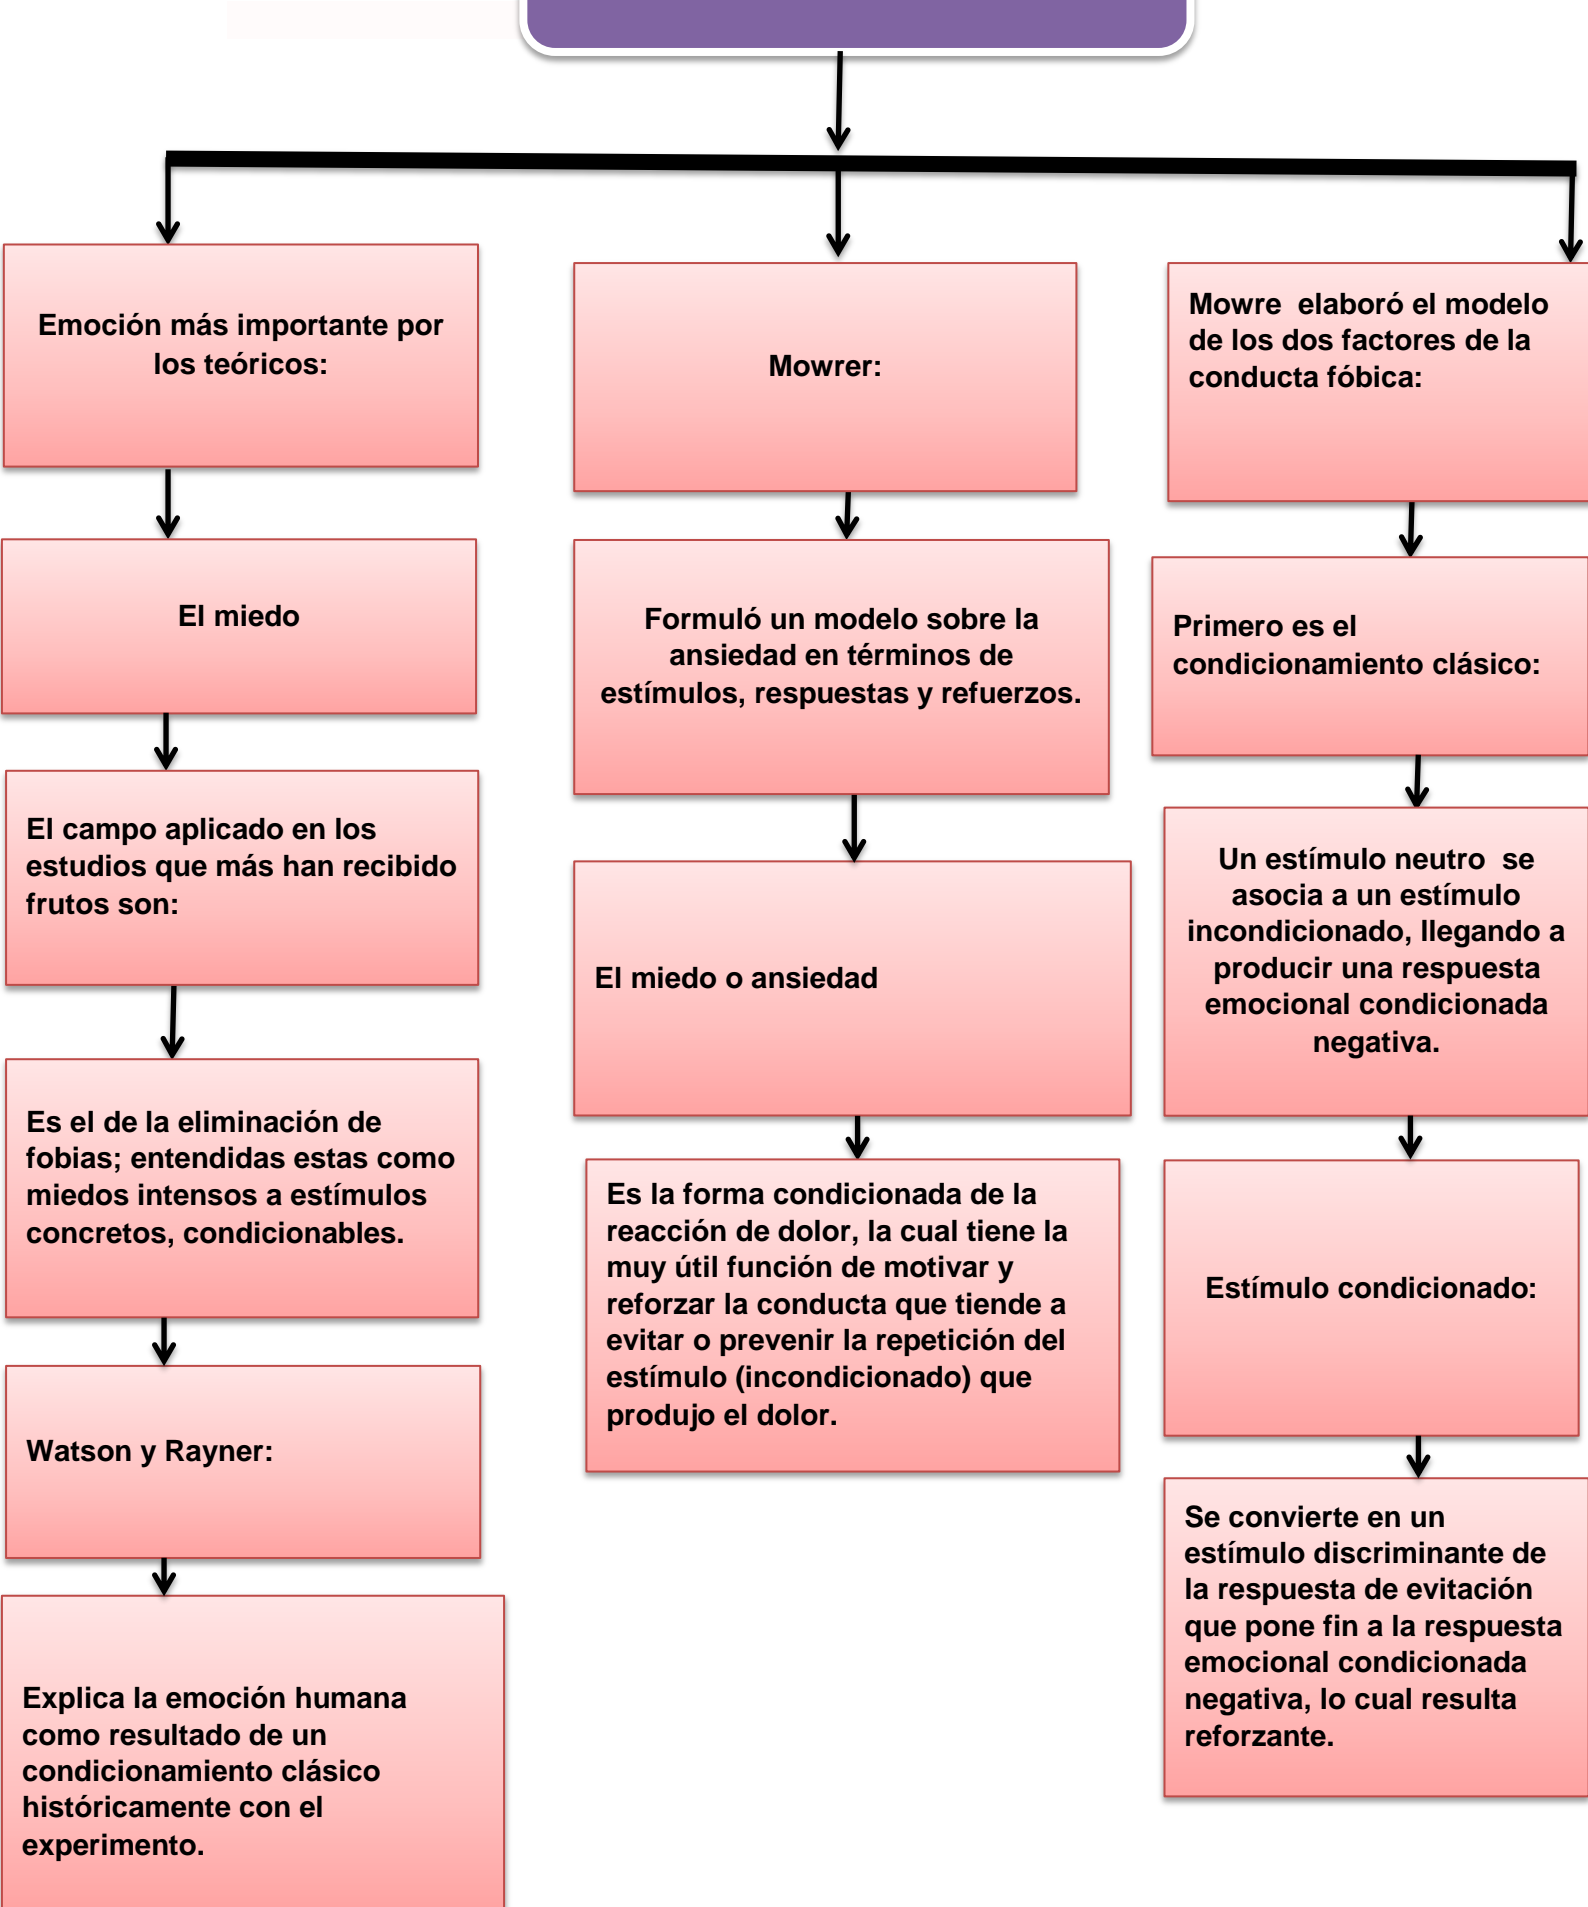 Emoción más importante por
los teóricos:
El miedo
El campo aplicado en los
estudios que más han recibido
frutos son:
Es el de la eliminación de
fobias; entendidas estas como
miedos intensos a estímulos
concretos, condicionables.
Watson y Rayner:
Explica la emoción humana
como resultado de un
condicionamiento clásico
históricamente con el
experimento.
Mowrer:
Formuló un modelo sobre la
ansiedad en términos de
estímulos, respuestas y refuerzos.
El miedo o ansiedad
Es la forma condicionada de la
reacción de dolor, la cual tiene la
muy útil función de motivar y
reforzar la conducta que tiende a
evitar o prevenir la repetición del
estímulo (incondicionado) que
produjo el dolor.
Mowre  elaboró el modelo
de los dos factores de la
conducta fóbica:
Primero es el
condicionamiento clásico:
Un estímulo neutro  se
asocia a un estímulo
incondicionado, llegando a
producir una respuesta
emocional condicionada
negativa.
Estímulo condicionado:
Se convierte en un
estímulo discriminante de
la respuesta de evitación
que pone fin a la respuesta
emocional condicionada
negativa, lo cual resulta
reforzante.